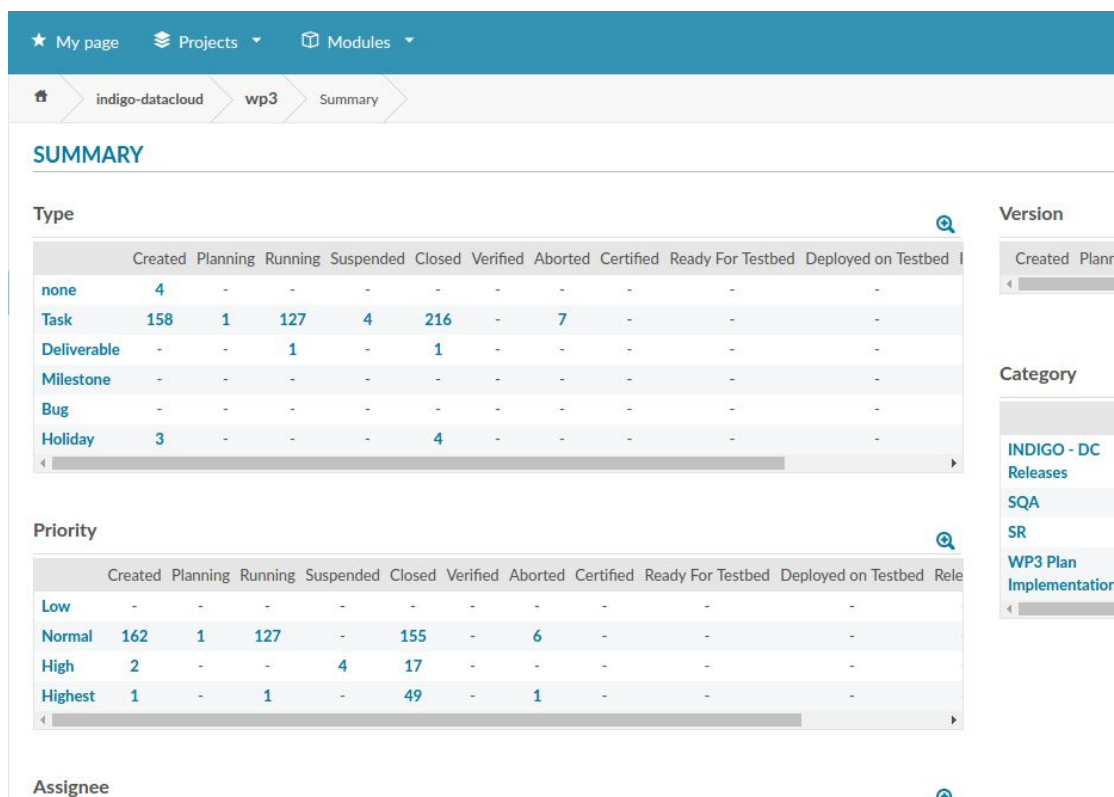 My page Projects Modules
indigo-datacloud wp3 Summary
SUMMARY
Type
Created Planning Running Suspended Closed Verified Aborted Certified Ready For Testbed Deployed on Testbed
none 4 - - - - - - - - -
Task 158 1 127 4 216 - 7 - - -
Deliverable - - 1 - 1 - - - - -
Milestone - - - - - - - - - -
Bug - - - - - - - - - -
Holiday 3 - - - 4 - - - - -
Priority
Created Planning Running Suspended Closed Verified Aborted Certified Ready For Testbed Deployed on Testbed Rele
Low - - - - - - - - - -
Normal 162 1 127 - 155 - 6 - - -
High 2 - - 4 17 - - - - -
Highest 1 - 1 - 49 - 1 - - -
Assignee
Version
Created Plann
Category
INDIGO - DC
Releases
SQA
SR
WP3 Plan
Implementation